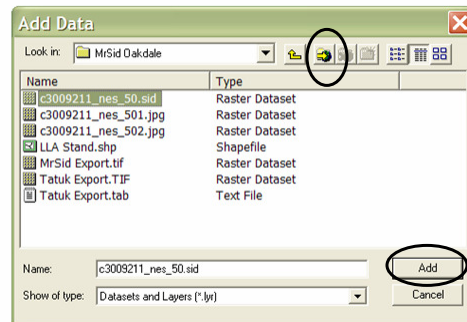 Add Data
Look in: MrSid Oakdale
Name Type
c3009211_nes_50.sid Raster Dataset
c3009211_nes_501.jpg Raster Dataset
c3009211_nes_502.jpg Raster Dataset
LLA Stand.shp Shapefile
MrSid Export.tif Raster Dataset
Tatuk Export.TIF Raster Dataset
Tatuk Export.tab Text File
Name: c3009211_nes_50.sid Add
Show of type: Datasets and Layers (*.lyr) Cancel